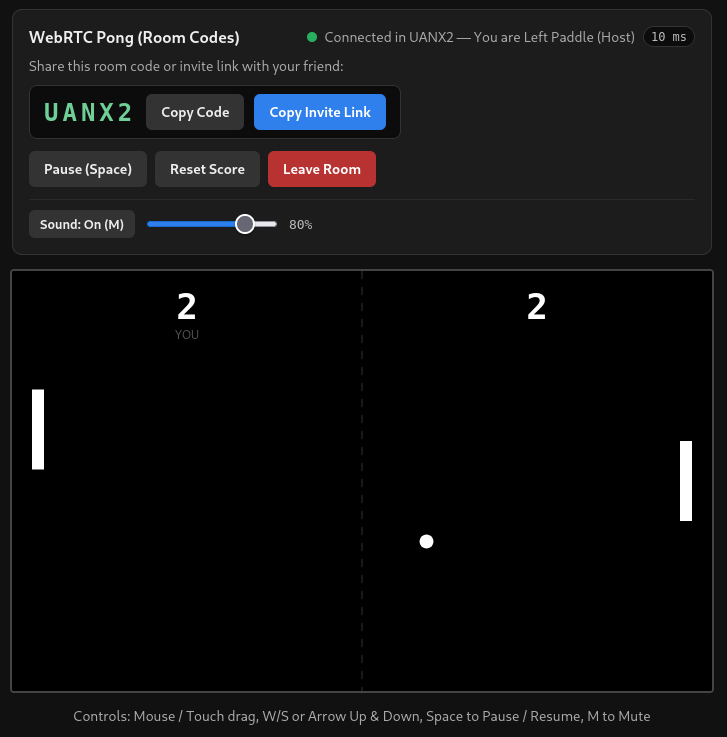 WebRTC Pong (Room Codes)
Connected in UANX2 — You are Left Paddle (Host)
10 ms
Share this room code or invite link with your friend:
UANX2
Copy Code
Copy Invite Link
Pause (Space)
Reset Score
Leave Room
Sound: On (M)
80%
2
YOU
2
Controls: Mouse / Touch drag, W/S or Arrow Up & Down, Space to Pause / Resume, M to Mute